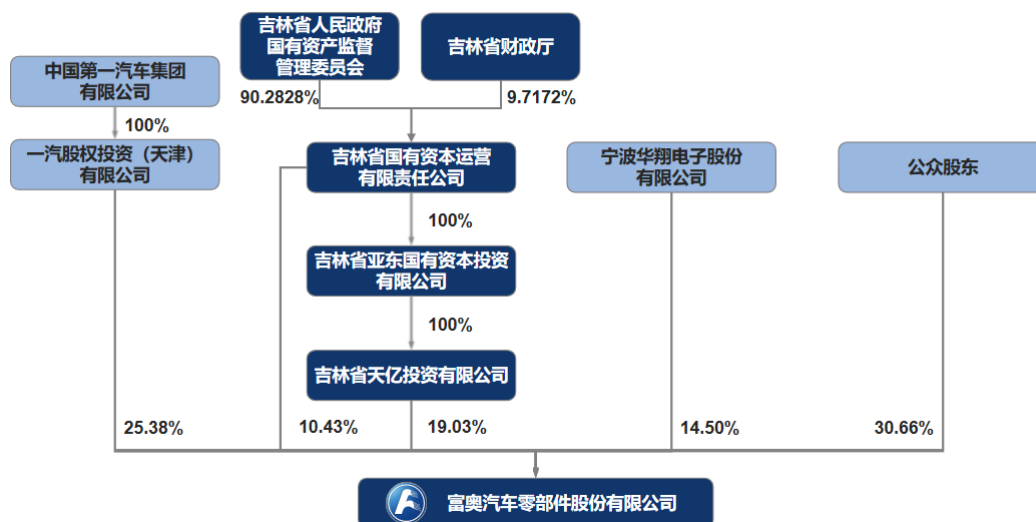 吉林省人民政府
国有资产监督
管理委员会
吉林省财政厅
中国第一汽车集团
有限公司
90.2828%
9.7172%
100%
一汽股权投资（天津）
有限公司
吉林省国有资本运营
有限责任公司
宁波华翔电子股份
有限公司
公众股东
100%
吉林省亚东国有资本投资
有限公司
100%
吉林省天亿投资有限公司
25.38%
10.43%
19.03%
14.50%
30.66%
富奥汽车零部件股份有限公司